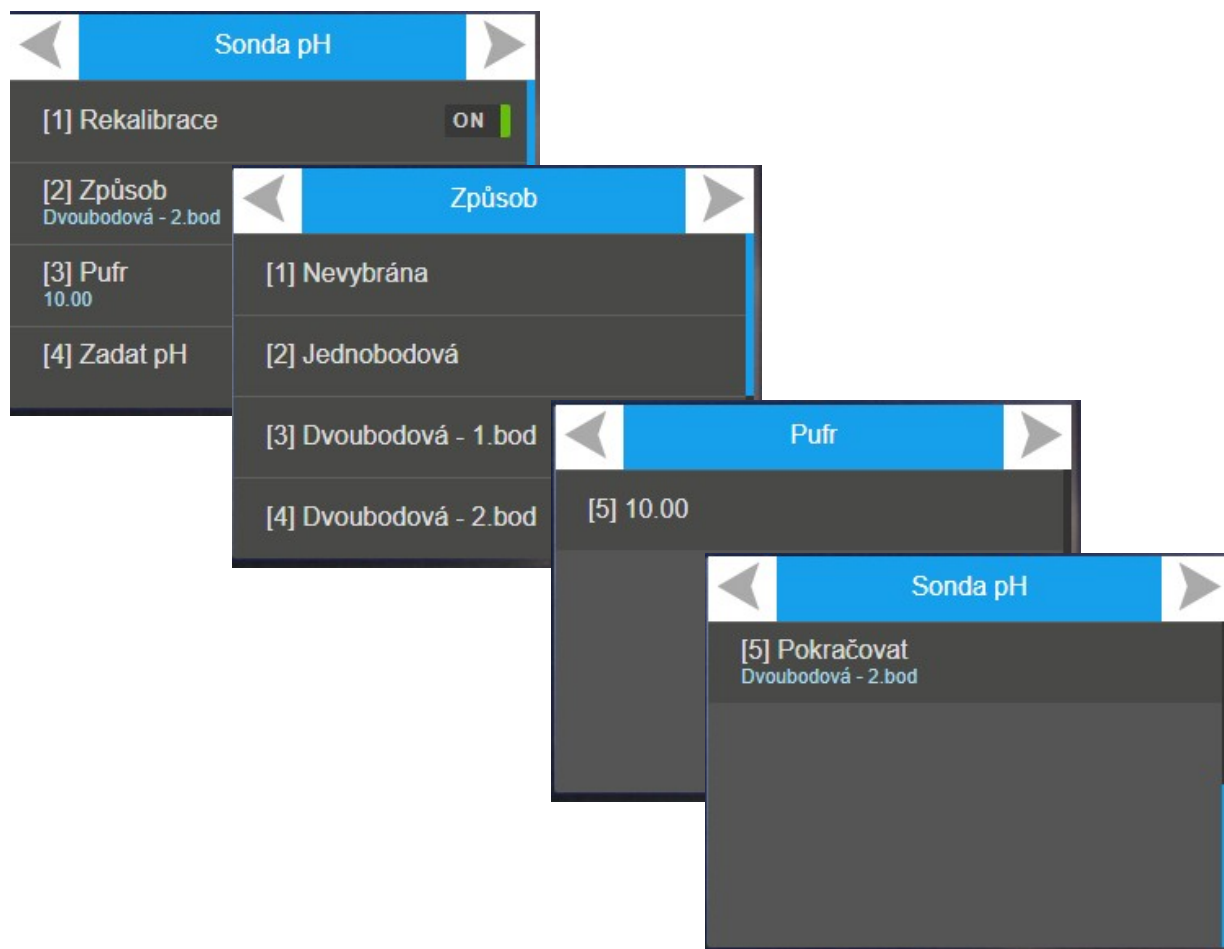 Sonda pH
[1] Rekalibrace
ON
[2] Způsob
Dvoubodová - 2.bod
[3] Pufr
10.00
[4] Zadat pH
Způsob
[1] Nevybrána
[2] Jednobodová
[3] Dvoubodová - 1.bod
[4] Dvoubodová - 2.bod
Pufr
[5] 10.00
Sonda pH
[5] Pokračovat
Dvoubodová - 2.bod